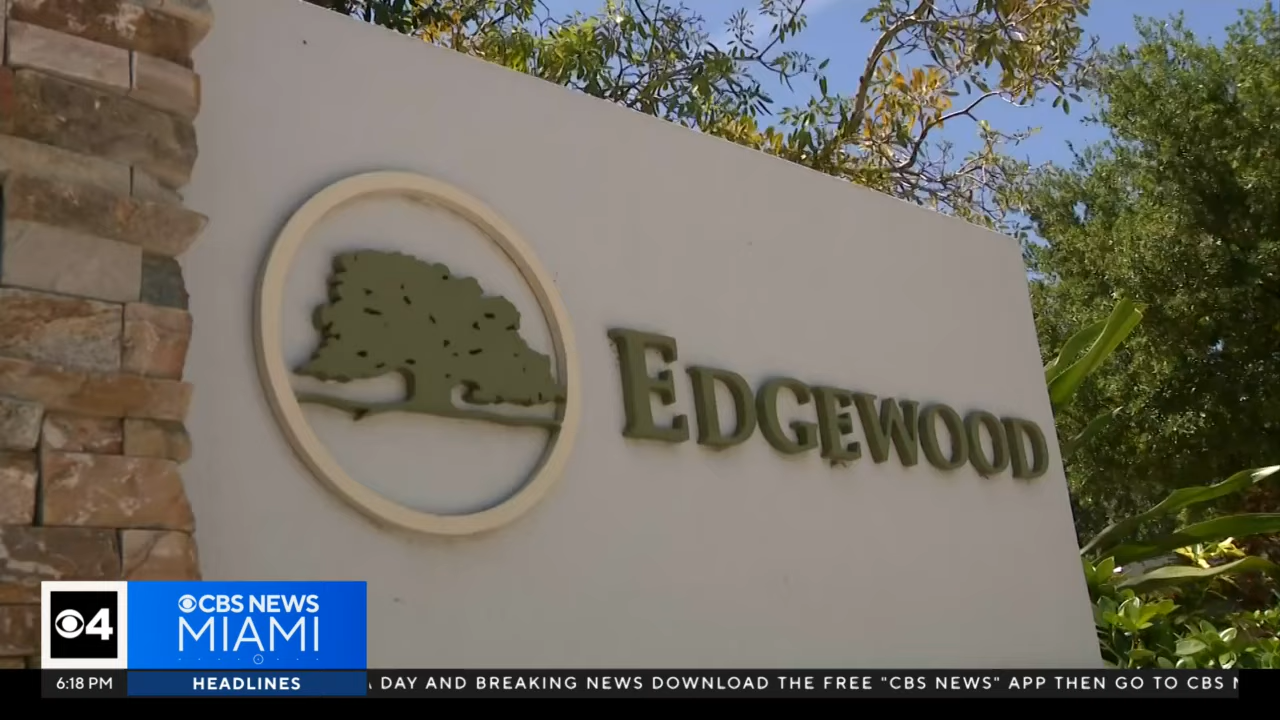 EDGEWOOD
4
CBS NEWS
MIAMI
6:18 PM
HEADLINES
DAY AND BREAKING NEWS DOWNLOAD THE FREE "CBS NEWS" APP THEN GO TO CBS